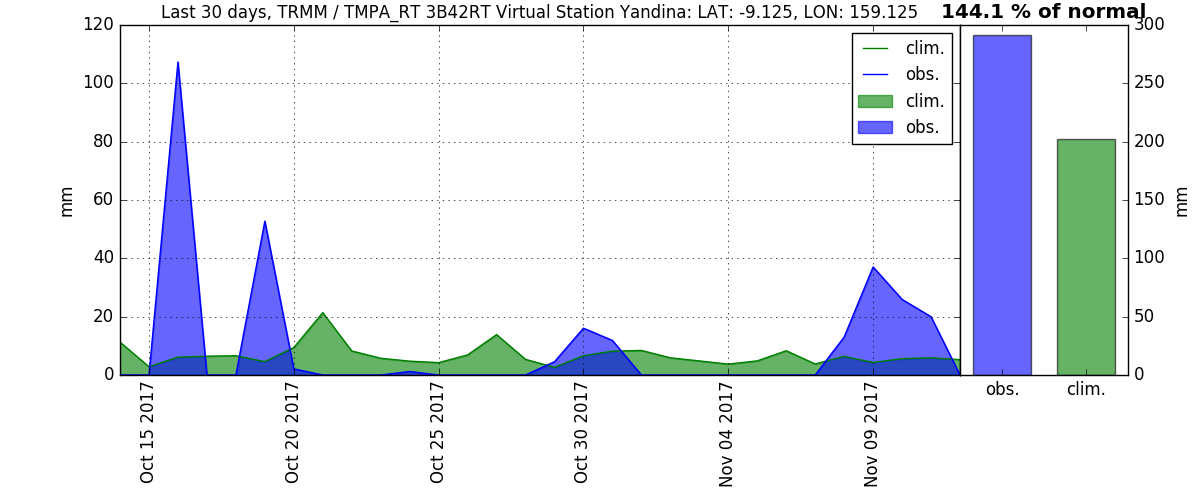 Last 30 days, TRMM / TMPA_RT 3B42RT Virtual Station Yandina: LAT: -9.125, LON: 159.125
144.1 % of normal
120
100
80
60
40
20
0
mm
clim.
obs.
clim.
obs.
300
250
200
150
100
50
0
mm
Oct 15 2017
Oct 20 2017
Oct 25 2017
Oct 30 2017
Nov 04 2017
Nov 09 2017
obs.
clim.